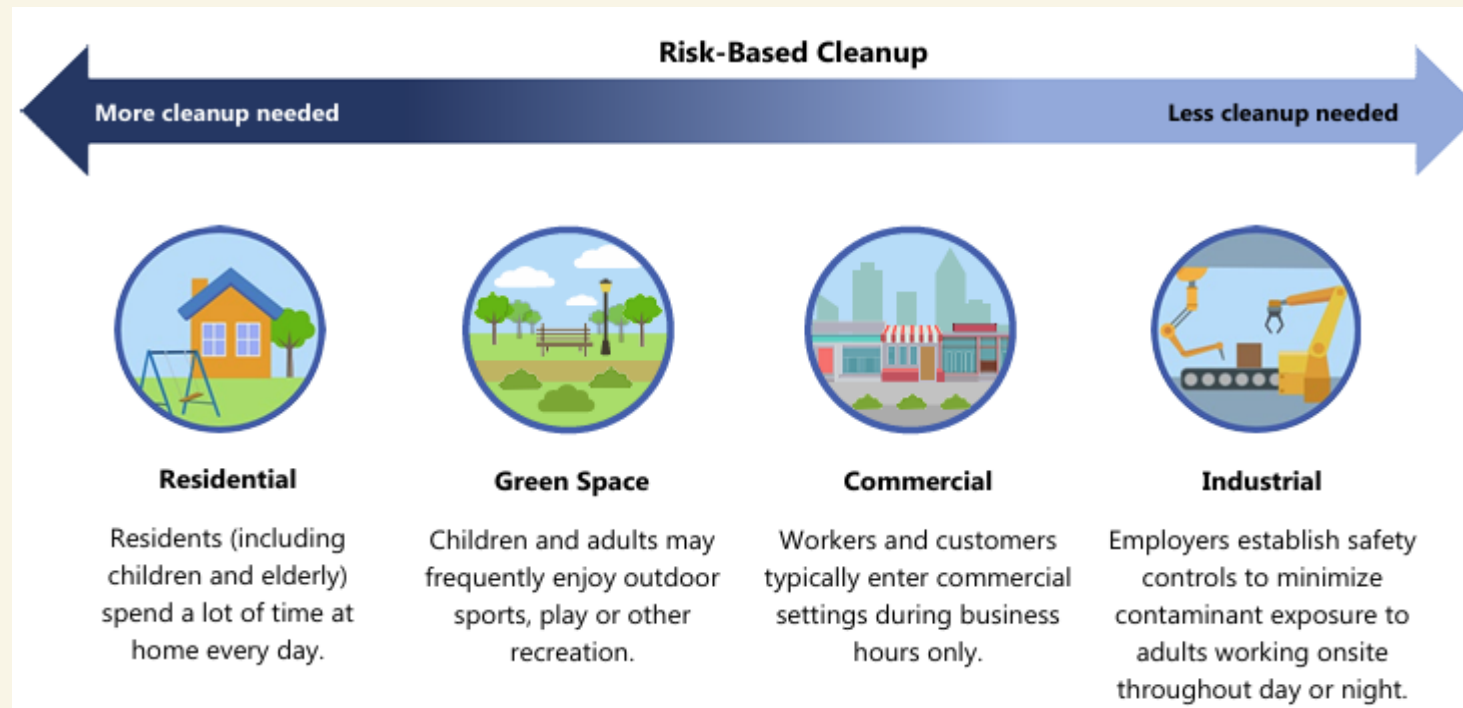 Risk-Based Cleanup
More cleanup needed
Less cleanup needed
Residential
Residents (including
children and elderly)
spend a lot of time at
home every day.
Green Space
Children and adults may
frequently enjoy outdoor
sports, play or other
recreation.
Commercial
Workers and customers
typically enter commercial
settings during business
hours only.
Industrial
Employers establish safety
controls to minimize
contaminant exposure to
adults working onsite
throughout day or night.